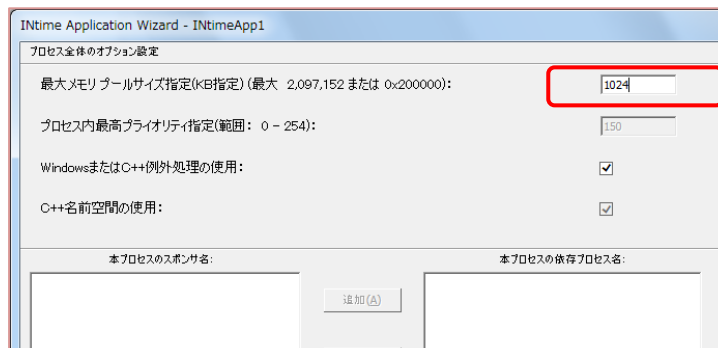 INtime Application Wizard - INtimeApp1
プロセス全体のオプション設定
最大メモリ プールサイズ指定(KB指定) (最大 2,097,152 または 0x200000): 1024
プロセス内最高プライオリティ指定(範囲: 0 - 254): 150
WindowsまたはC++例外処理の使用:
C++名前空間の使用:
本プロセスのスポンサ名: 本プロセスの依存プロセス名:
追加(A)